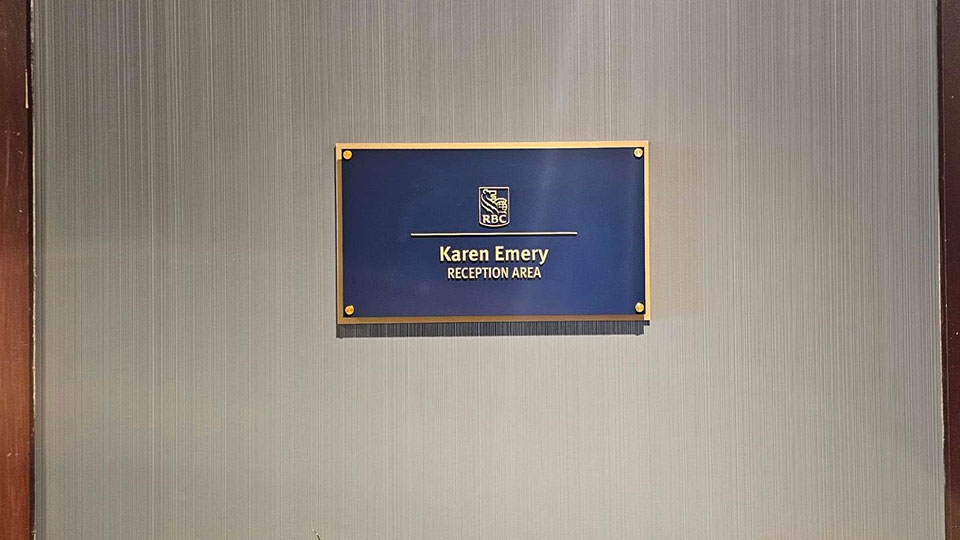 RBC
Karen Emery
RECEPTION AREA